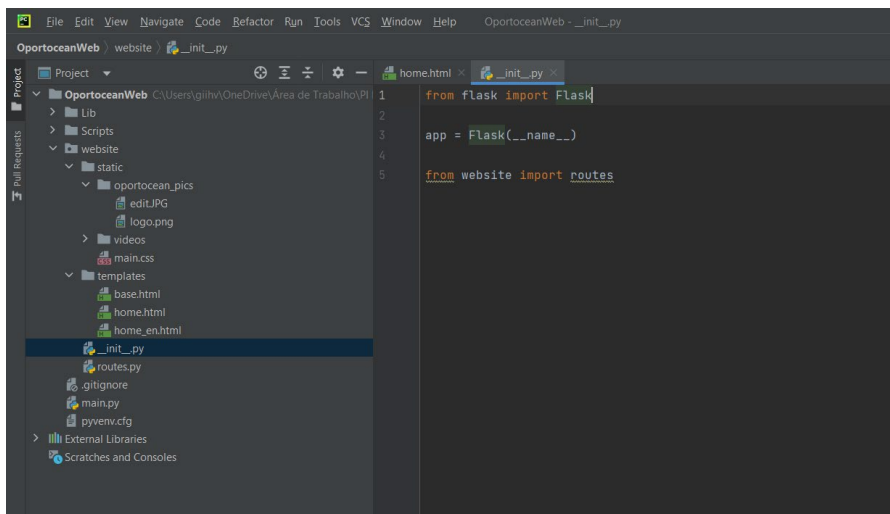 PC File Edit View Navigate Code Refactor Run Tools VCS Window Help OportoceanWeb - __init__.py
OportoceanWeb website __init__.py
Project home.html __init__.py
Project
Pull Requests
OportoceanWeb C:\Users\giihv\OneDrive\Área de Trabalho\PI
Lib
Scripts
website
static
oportocean_pics
edit.JPG
logo.png
videos
main.css
templates
base.html
home.html
home_en.html
__init__.py
routes.py
.gitignore
main.py
pyvenv.cfg
External Libraries
Scratches and Consoles
1 from flask import Flask
2
3 app = Flask(__name__)
4
5 from website import routes